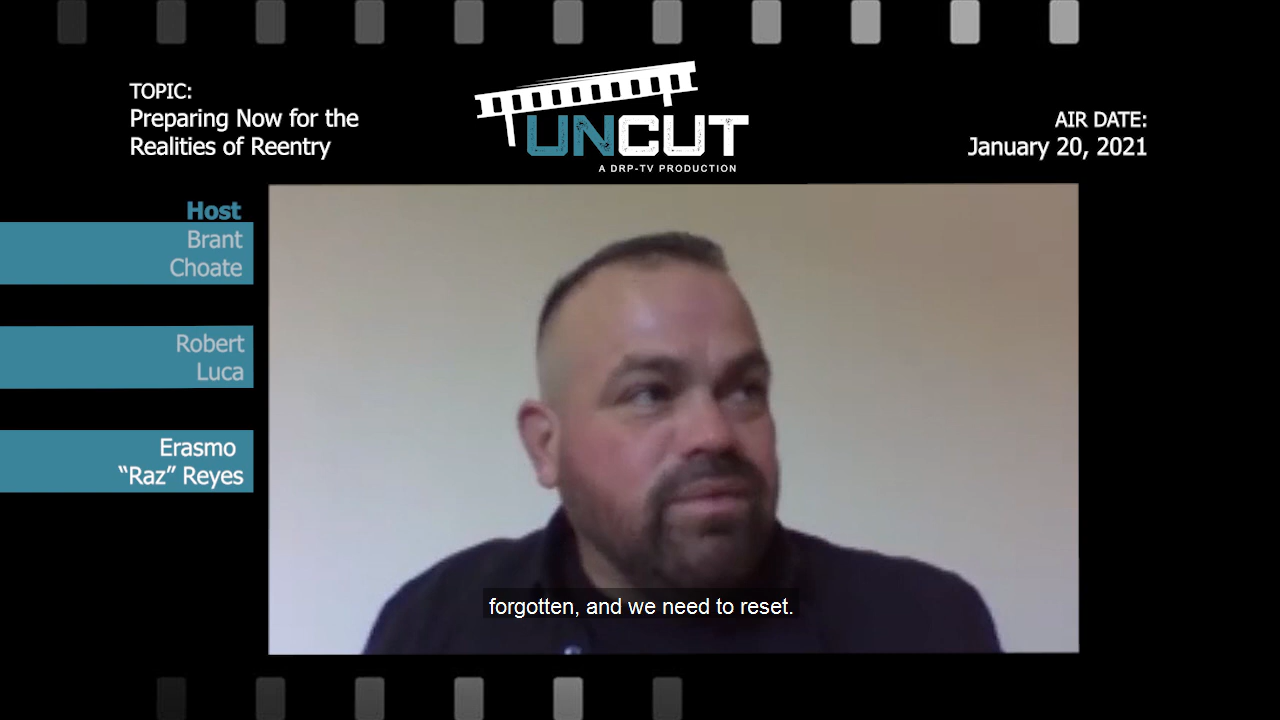 TOPIC:
Preparing Now for the
Realities of Reentry
UNCUT
A DRP-TV PRODUCTION
AIR DATE:
January 20, 2021
Host
Brant
Choate
Robert
Luca
Erasmo
“Raz” Reyes
forgotten, and we need to reset.